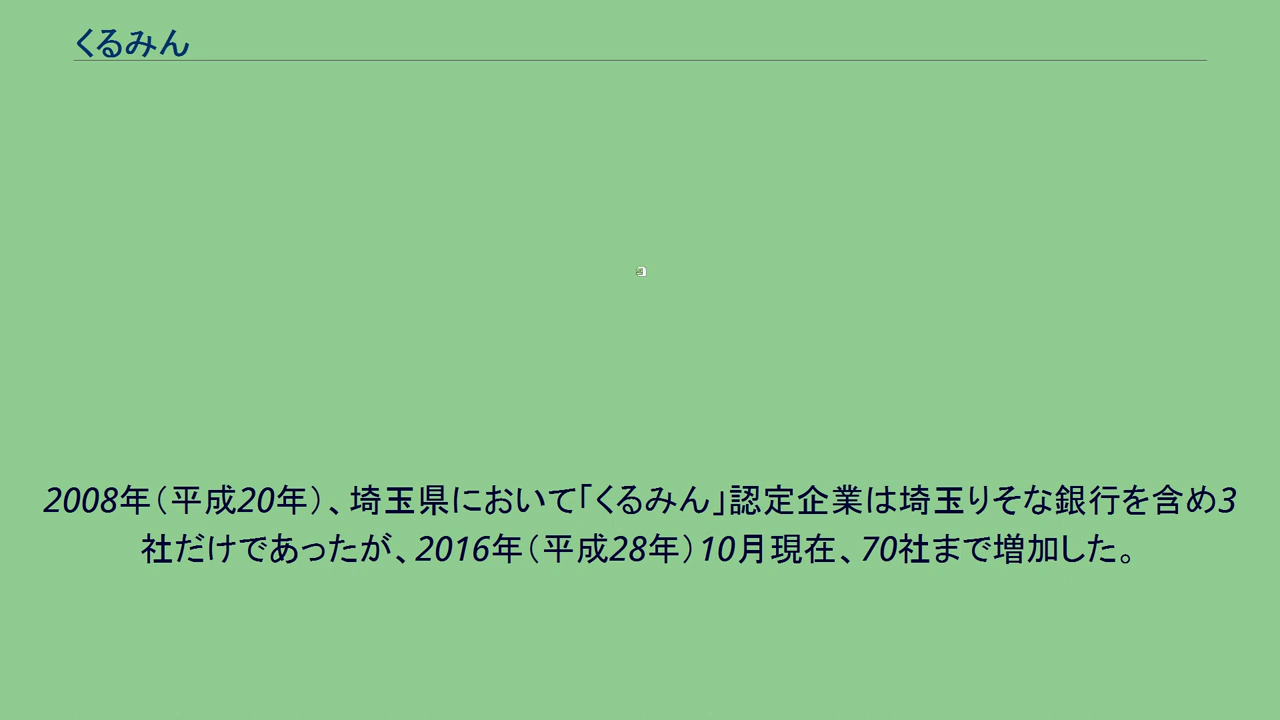 くるみん
2008年（平成20年）、埼玉県において「くるみん」認定企業は埼玉りそな銀行を含め3
社だけであったが、2016年（平成28年）10月現在、70社まで増加した。